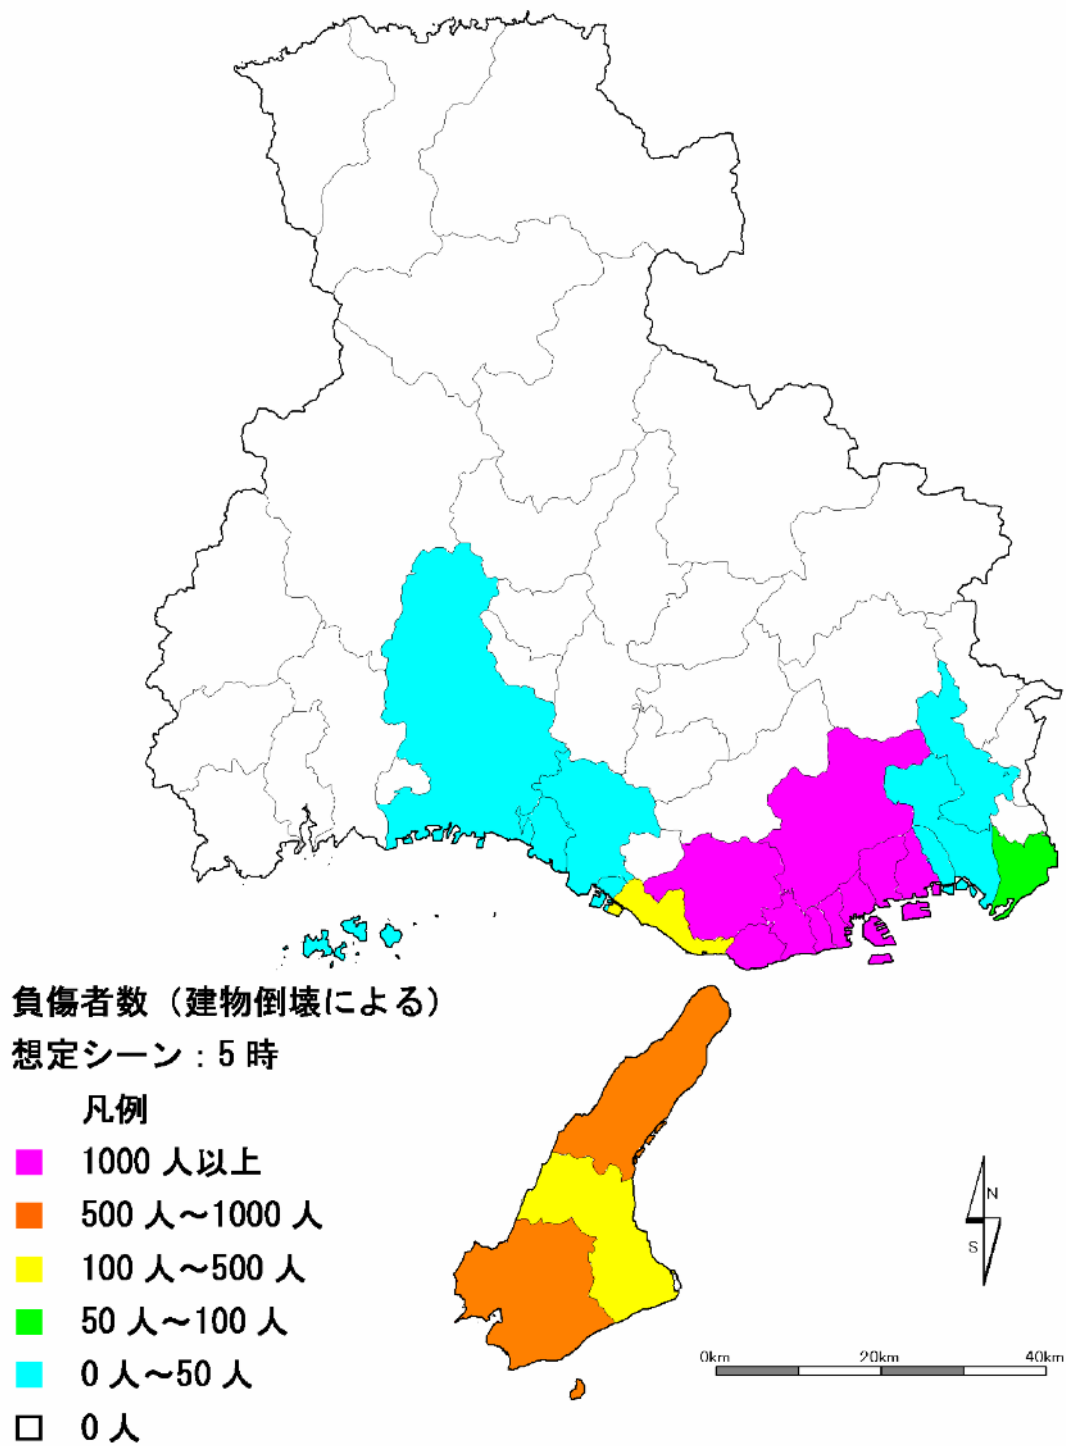 負傷者数（建物倒壊による）
想定シーン：5 時
凡例
1000 人以上
500 人～1000 人
100 人～500 人
50 人～100 人
0 人～50 人
0 人
N
S
0km 20km 40km